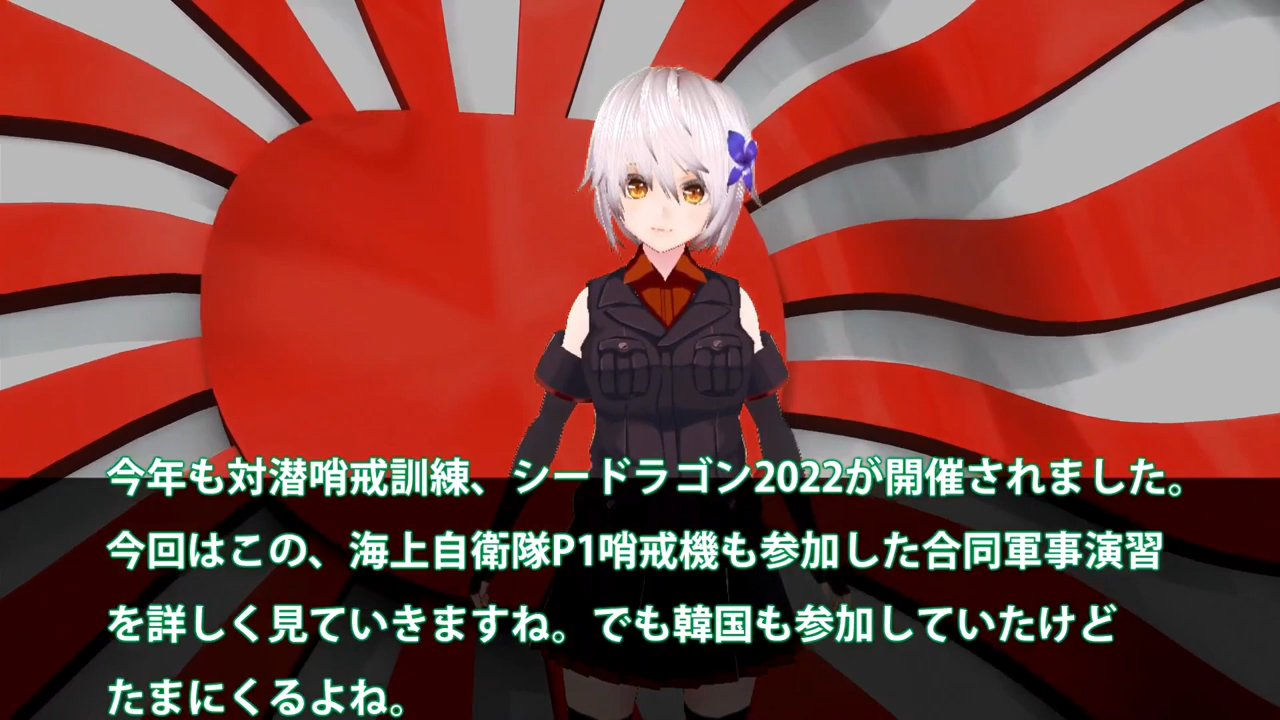 今年も対潜哨戒訓練、シードラゴン2022が開催されました。
今回はこの、海上自衛隊P1哨戒機も参加した合同軍事演習
を詳しく見ていきますね。でも韓国も参加していたけど
たまにくるよね。